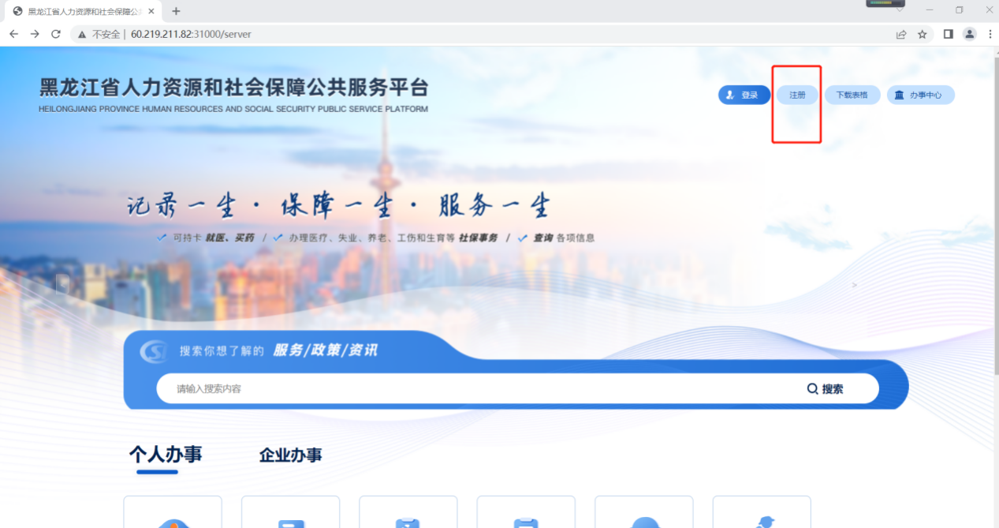 黑龙江省人力资源和社会保障公共
不安全 | 60.219.211.82:31000/server
黑龙江省人力资源和社会保障公共服务平台
HEILONGJIANG PROVINCE HUMAN RESOURCES AND SOCIAL SECURITY PUBLIC SERVICE PLATFORM
登录 注册 下载表格 办事中心
记录一生·保障一生·服务一生
可持卡 就医、买药 / 办理医疗、失业、养老、工伤和生育等 社保事务 / 查询 各项信息
搜索你想了解的 服务/政策/资讯
请输入搜索内容 搜索
个人办事 企业办事